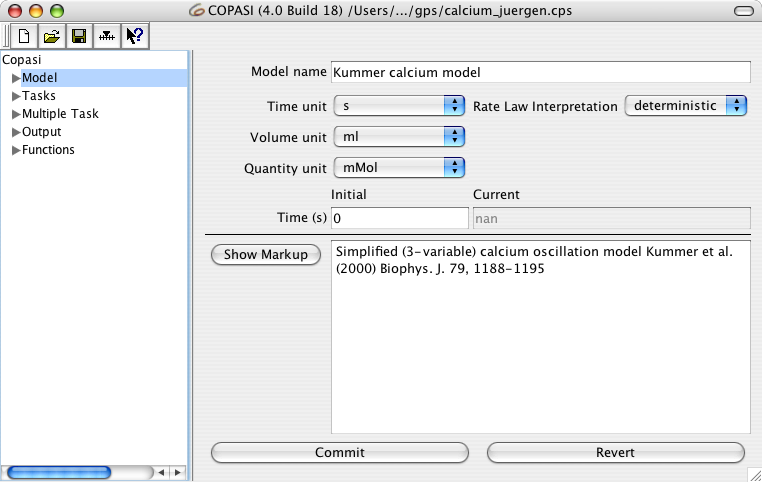 COPASI (4.0 Build 18) /Users/.../gps/calcium_juergen.cps
Copasi
Model
Tasks
Multiple Task
Output
Functions
Model name Kummer calcium model
Time unit s Rate Law Interpretation deterministic
Volume unit ml
Quantity unit mMol
Initial Current
Time (s) 0 nan
Show Markup
Simplified (3-variable) calcium oscillation model Kummer et al.
(2000) Biophys. J. 79, 1188-1195
Commit Revert